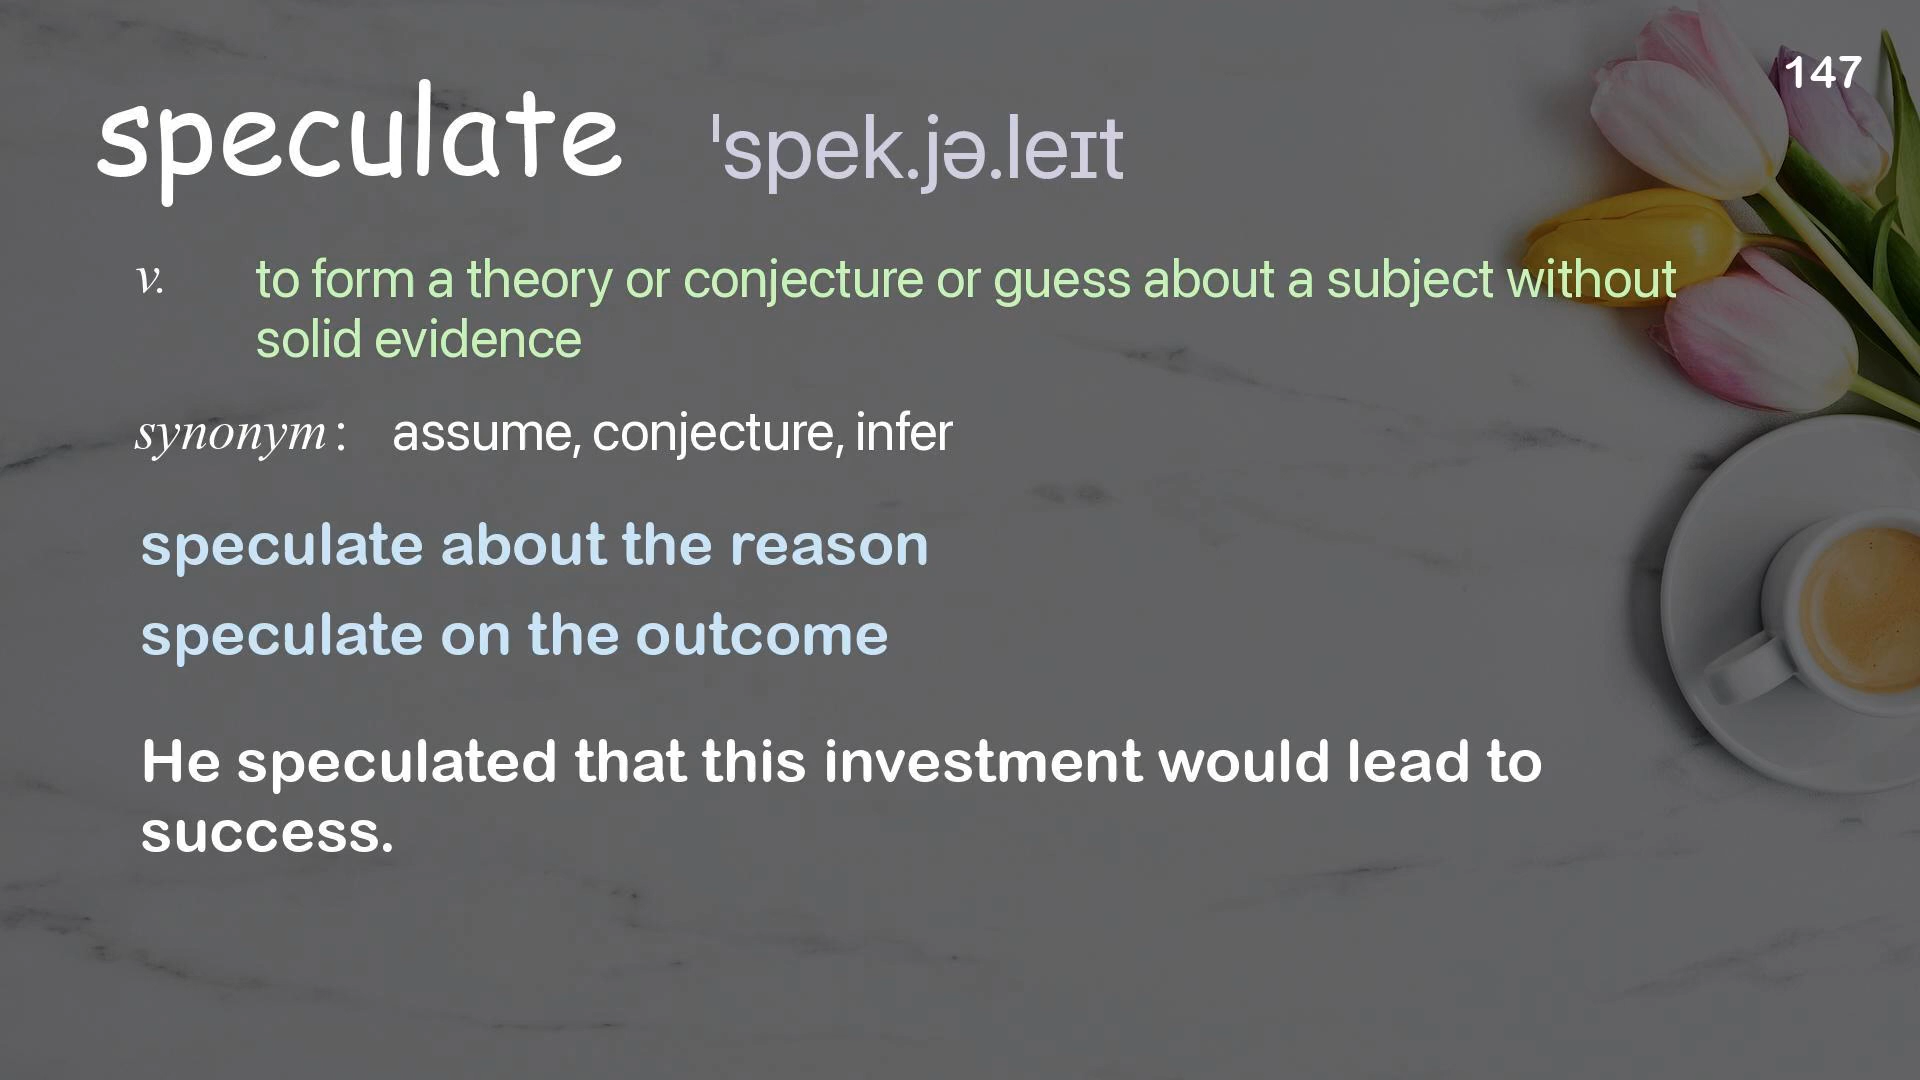 147
speculate ˈspek.jə.leɪt
v. to form a theory or conjecture or guess about a subject without
solid evidence
synonym : assume, conjecture, infer
speculate about the reason
speculate on the outcome
He speculated that this investment would lead to
success.